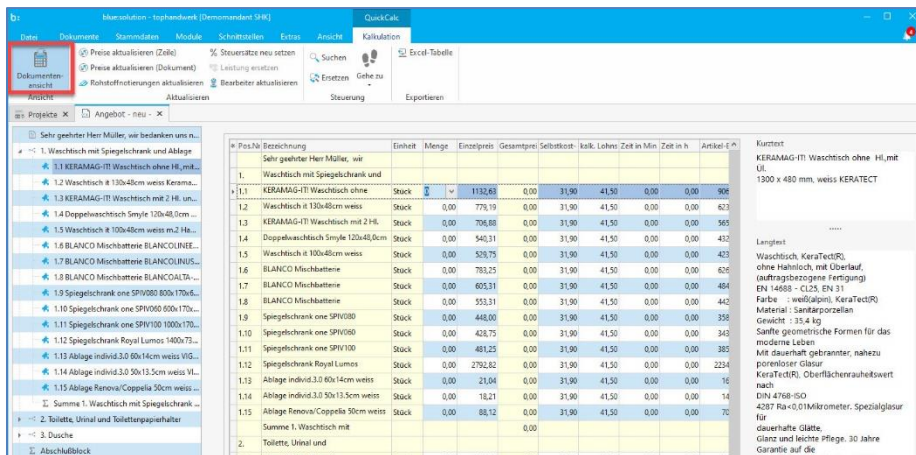 blue:solution - tophandwerk (Demomandant SHK) QuickCalc
Datei Dokumente Stammdaten Module Schnittstellen Extras Ansicht Kalkulation
Dokumenten-
ansicht
Ansicht
Preise aktualisieren (Zeile)
Preise aktualisieren (Dokument)
Rohstoffnotierungen aktualisieren
% Steuersätze neu setzen
Leistung ersetzen
Bearbeiter aktualisieren
Aktualisieren
Suchen
Ersetzen
Gehe zu
Steuerung
Excel-Tabelle
Exportieren
Projekte Angebot - neu -
Sehr geehrter Herr Müller, wir bedanken uns n...
1. Waschtisch mit Spiegelschrank und Ablage
1.1 KERAMAG-IT! Waschtisch ohne Hl.,mit...
1.2 Waschtisch it 130x48cm weiss Kerama...
1.3 KERAMAG-IT! Waschtisch mit 2 Hl. un...
1.4 Doppelwaschtisch Smyle 120x48,0cm ...
1.5 Waschtisch it 100x48cm weiss m.2 Ha...
1.6 BLANCO Mischbatterie BLANCOLINEE...
1.7 BLANCO Mischbatterie BLANCOLINUS...
1.8 BLANCO Mischbatterie BLANCOALTA-...
1.9 Spiegelschrank one SPIV080 800x170x6...
1.10 Spiegelschrank one SPIV060 600x170x...
1.11 Spiegelschrank one SPIV100 1000x170...
1.12 Spiegelschrank Royal Lumos 1400x73...
1.13 Ablage individ.3.0 60x14cm weiss VIG...
1.14 Ablage individ.3.0 50x13.5cm weiss VI...
1.15 Ablage Renova/Coppelia 50cm weiss ...
Σ Summe 1. Waschtisch mit Spiegelschrank ...
2. Toilette, Urinal und Toilettenpapierhalter
3. Dusche
Σ Abschlußblock
Pos.Nr Bezeichnung Einheit Menge Einzelpreis Gesamtprei Selbstkost- kalk. Lohns Zeit in Min Zeit in h Artikel-E
Sehr geehrter Herr Müller, wir
1. Waschtisch mit Spiegelschrank und
1.1 KERAMAG-IT! Waschtisch ohne Stück 0 1132,63 0,00 31,90 41,50 0,00 0,00 906
1.2 Waschtisch it 130x48cm weiss Stück 0,00 779,19 0,00 31,90 41,50 0,00 0,00 623
1.3 KERAMAG-IT! Waschtisch mit 2 Hl. Stück 0,00 706,88 0,00 31,90 41,50 0,00 0,00 565
1.4 Doppelwaschtisch Smyle 120x48,0cm Stück 0,00 540,31 0,00 31,90 41,50 0,00 0,00 432
1.5 Waschtisch it 100x48cm weiss Stück 0,00 529,75 0,00 31,90 41,50 0,00 0,00 423
1.6 BLANCO Mischbatterie Stück 0,00 783,25 0,00 31,90 41,50 0,00 0,00 626
1.7 BLANCO Mischbatterie Stück 0,00 605,31 0,00 31,90 41,50 0,00 0,00 484
1.8 BLANCO Mischbatterie Stück 0,00 553,31 0,00 31,90 41,50 0,00 0,00 442
1.9 Spiegelschrank one SPIV080 Stück 0,00 448,00 0,00 31,90 41,50 0,00 0,00 358
1.10 Spiegelschrank one SPIV060 Stück 0,00 428,75 0,00 31,90 41,50 0,00 0,00 343
1.11 Spiegelschrank one SPIV100 Stück 0,00 481,25 0,00 31,90 41,50 0,00 0,00 385
1.12 Spiegelschrank Royal Lumos Stück 0,00 2792,82 0,00 31,90 41,50 0,00 0,00 2234
1.13 Ablage individ.3.0 60x14cm weiss Stück 0,00 21,04 0,00 31,90 41,50 0,00 0,00 16
1.14 Ablage individ.3.0 50x13.5cm weiss Stück 0,00 18,21 0,00 31,90 41,50 0,00 0,00 14
1.15 Ablage Renova/Coppelia 50cm weiss Stück 0,00 88,12 0,00 31,90 41,50 0,00 0,00 70
Summe 1. Waschtisch mit 0,00
2. Toilette, Urinal und
Kurztext
KERAMAG-IT! Waschtisch ohne Hl.,mit
Ül.
1300 x 480 mm, weiss KERATECT
Langtext
Waschtisch, KeraTect(R),
ohne Hahnloch, mit Überlauf,
(auftragsbezogene Fertigung)
EN 14688 - CL25, EN 31
Farbe : weiß(alpin), KeraTect(R)
Material : Sanitärporzellan
Gewicht : 35,4 kg
Sanfte geometrische Formen für das
moderne Leben
Mit dauerhaft gebrannter, nahezu
porenloser Glasur
KeraTect(R), Oberflächenrauheitswert
nach
DIN 4768-ISO
4287 Ra<0,01Mikrometer. Spezialglasur
für
dauerhafte Glätte,
Glanz und leichte Pflege. 30 Jahre
Garantie auf die